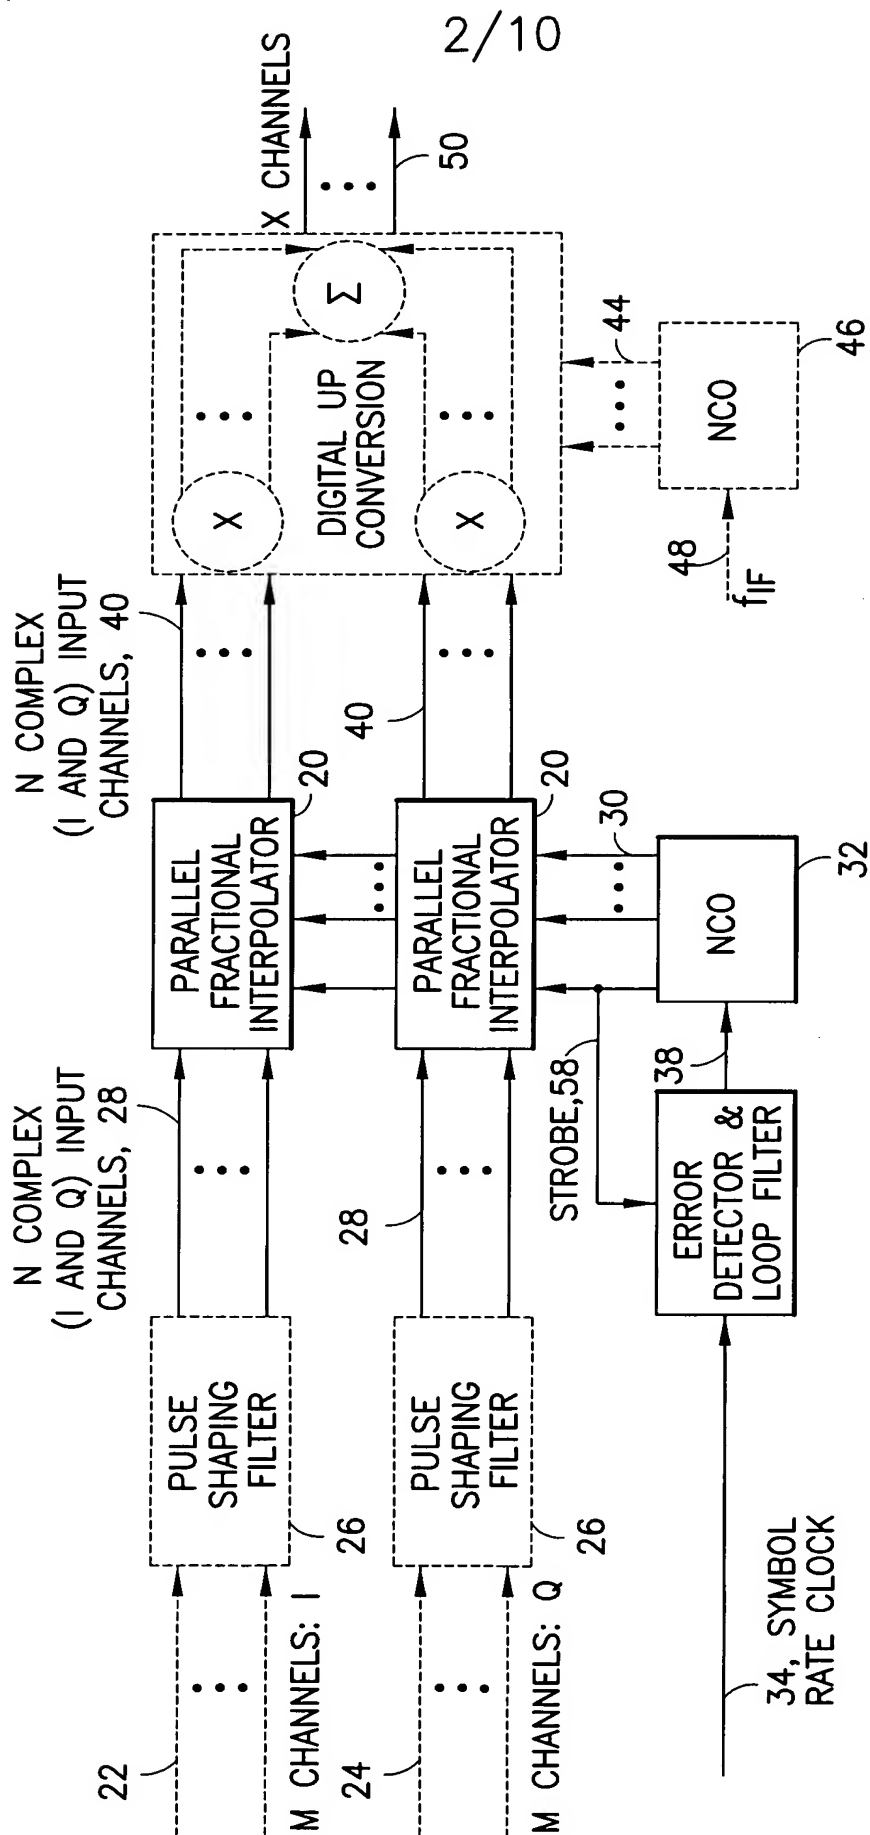 2/10
22
M CHANNELS: I
PULSE
SHAPING
FILTER
26
N COMPLEX
(I AND Q) INPUT
CHANNELS, 28
PARALLEL
FRACTIONAL
INTERPOLATOR
20
N COMPLEX
(I AND Q) INPUT
CHANNELS, 40
X
X CHANNELS
50
Σ
DIGITAL UP
CONVERSION
X
24
M CHANNELS: Q
PULSE
SHAPING
FILTER
26
28
PARALLEL
FRACTIONAL
INTERPOLATOR
20
40
34, SYMBOL
RATE CLOCK
ERROR
DETECTOR &
LOOP FILTER
STROBE,58
38
NCO
30
32
48
fIF
NCO
44
46